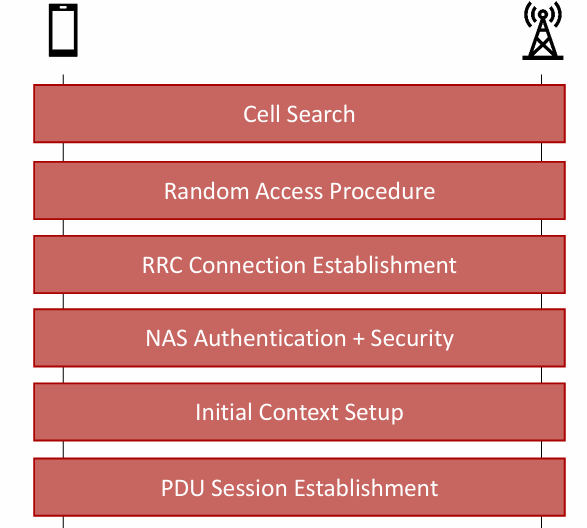 Cell Search
Random Access Procedure
RRC Connection Establishment
NAS Authentication + Security
Initial Context Setup
PDU Session Establishment